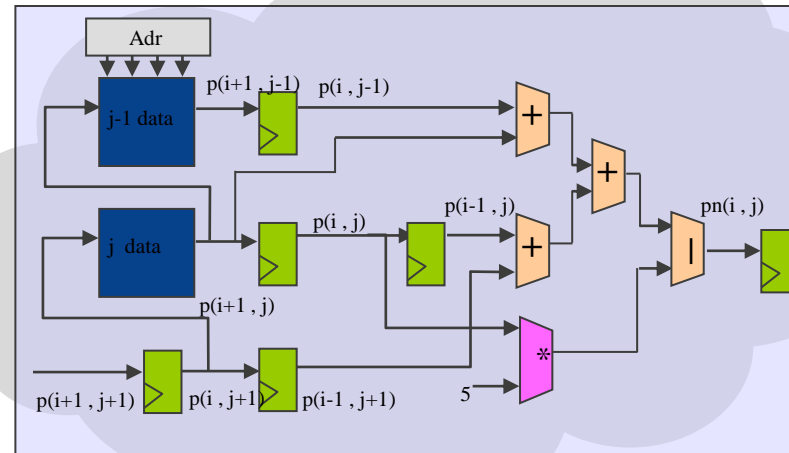 Adr
p(i+1 , j-1)
p(i , j-1)
j-1 data
+
+
p(i , j)
p(i-1 , j)
pn(i , j)
j data
+
|
p(i+1 , j)
*
5
p(i+1 , j+1)
p(i , j+1)
p(i-1 , j+1)